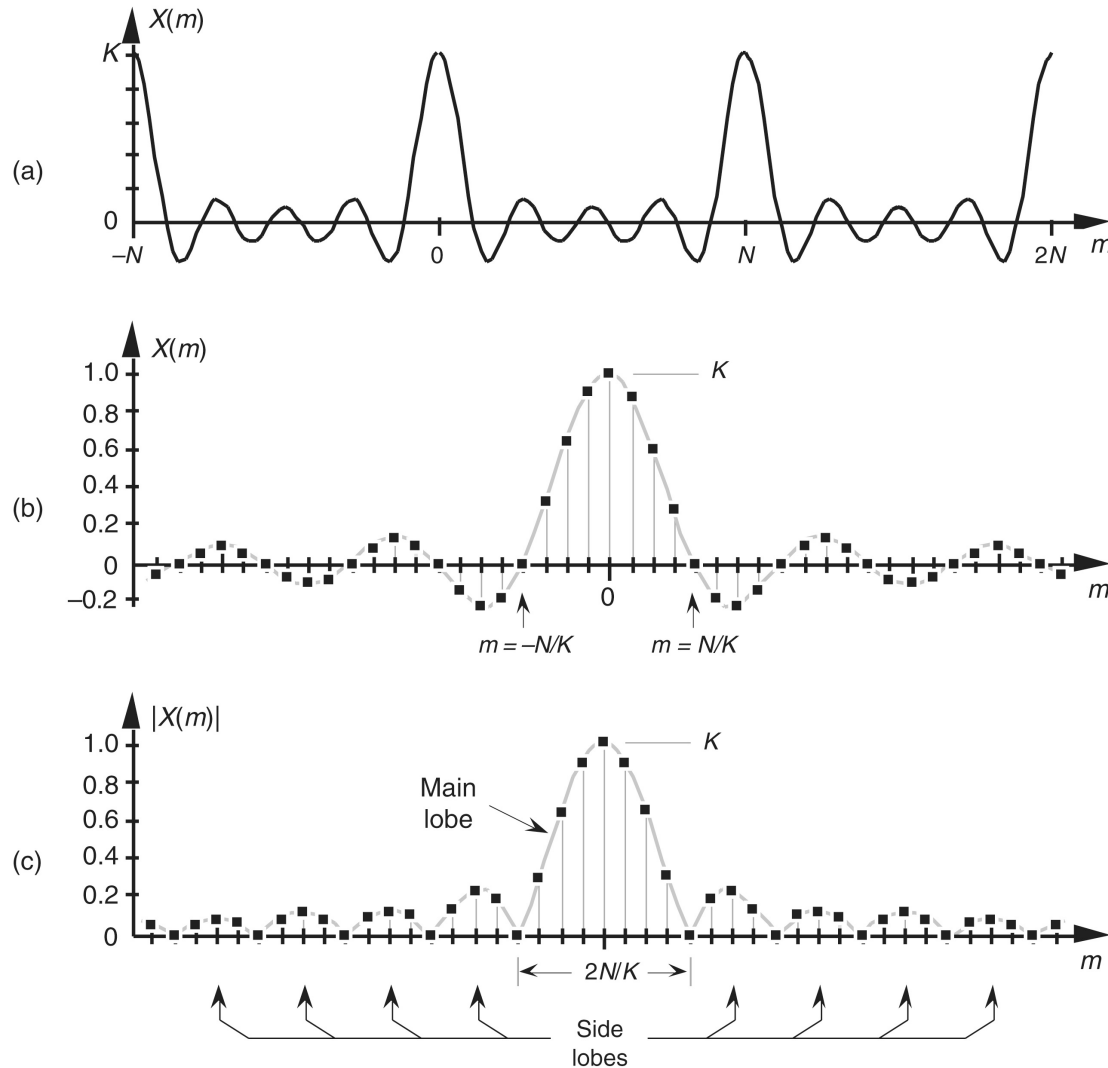 X(m)
K
(a)
0
–N
0
N
2N
m
X(m)
1.0
K
0.8
0.6
0.4
(b)
0.2
0
–0.2
0
m
m = –N/K
m = N/K
|X(m)|
1.0
K
0.8
Main
lobe
0.6
0.4
(c)
0.2
0
2N/K
m
Side
lobes